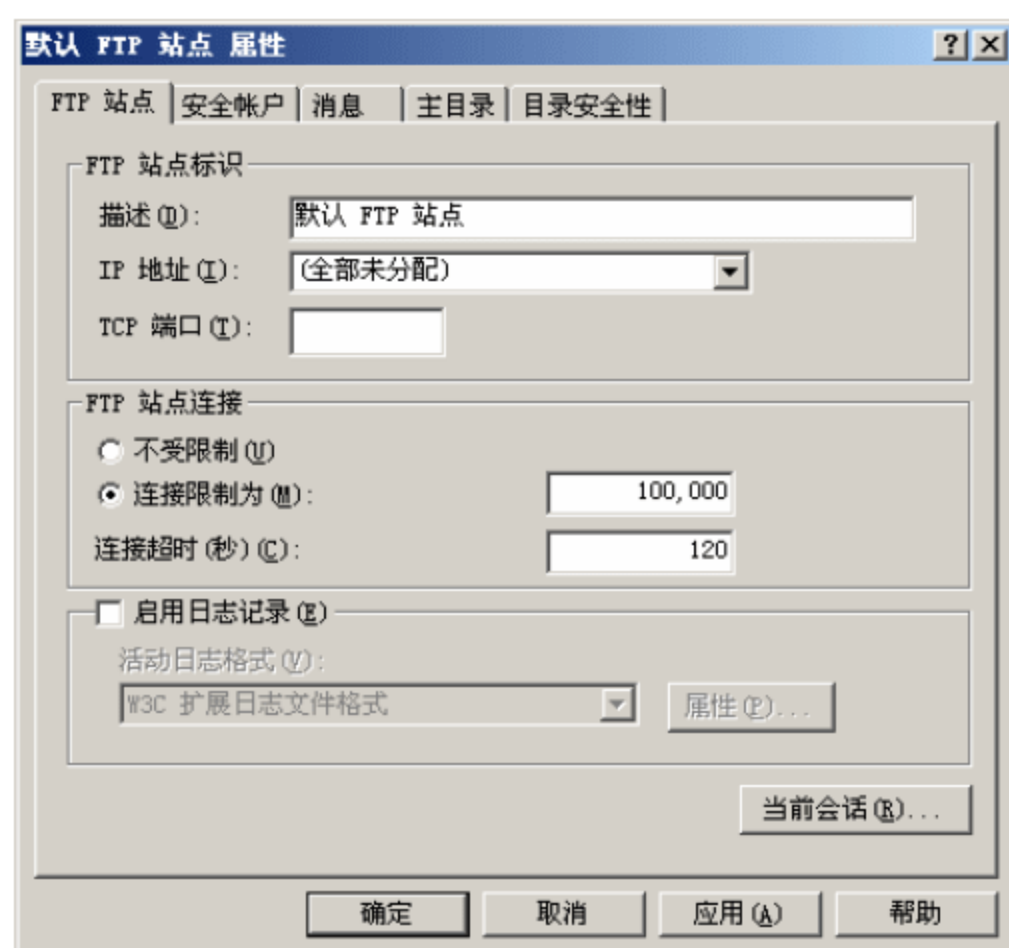 默认 FTP 站点 属性
FTP 站点 安全帐户 消息 主目录 目录安全性
FTP 站点标识
描述(D): 默认 FTP 站点
IP 地址(I): (全部未分配)
TCP 端口(T):
FTP 站点连接
不受限制(U)
连接限制为(M): 100,000
连接超时(秒)(C): 120
启用日志记录(E)
活动日志格式(V):
W3C 扩展日志文件格式 属性(P)...
当前会话(R)...
确定 取消 应用(A) 帮助